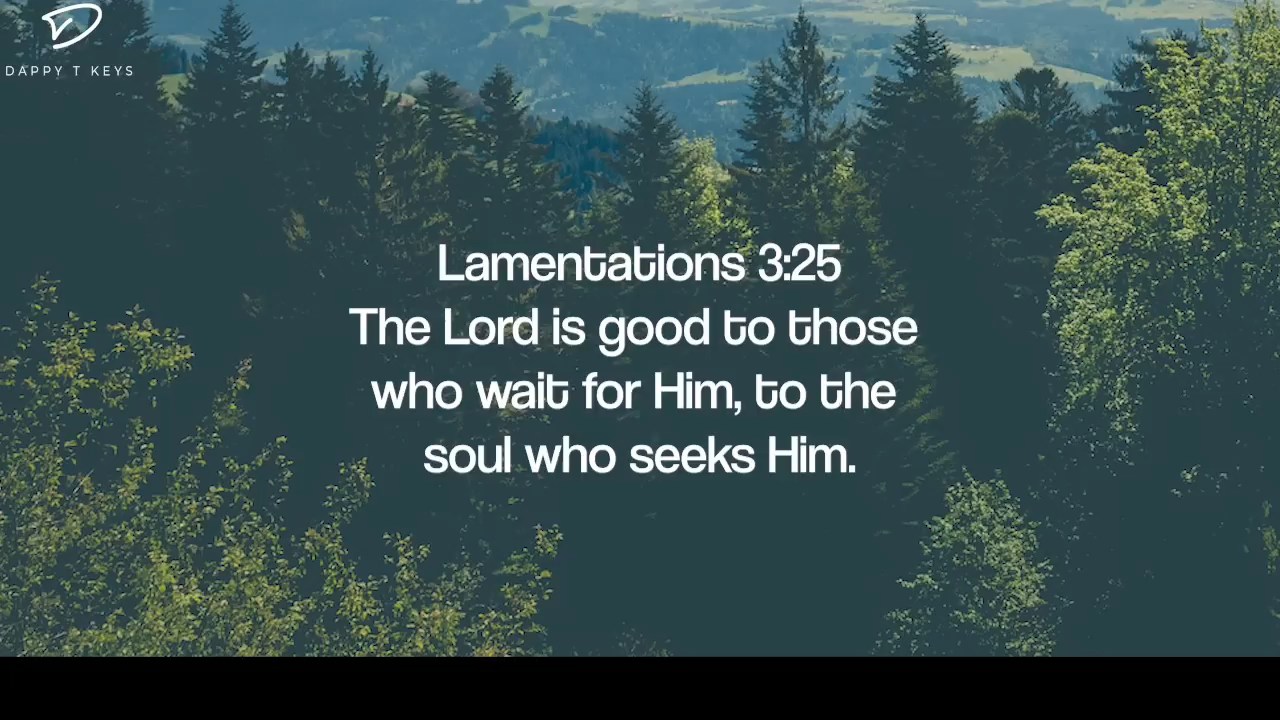 DAPPY T KEYS
Lamentations 3:25
The Lord is good to those
who wait for Him, to the
soul who seeks Him.